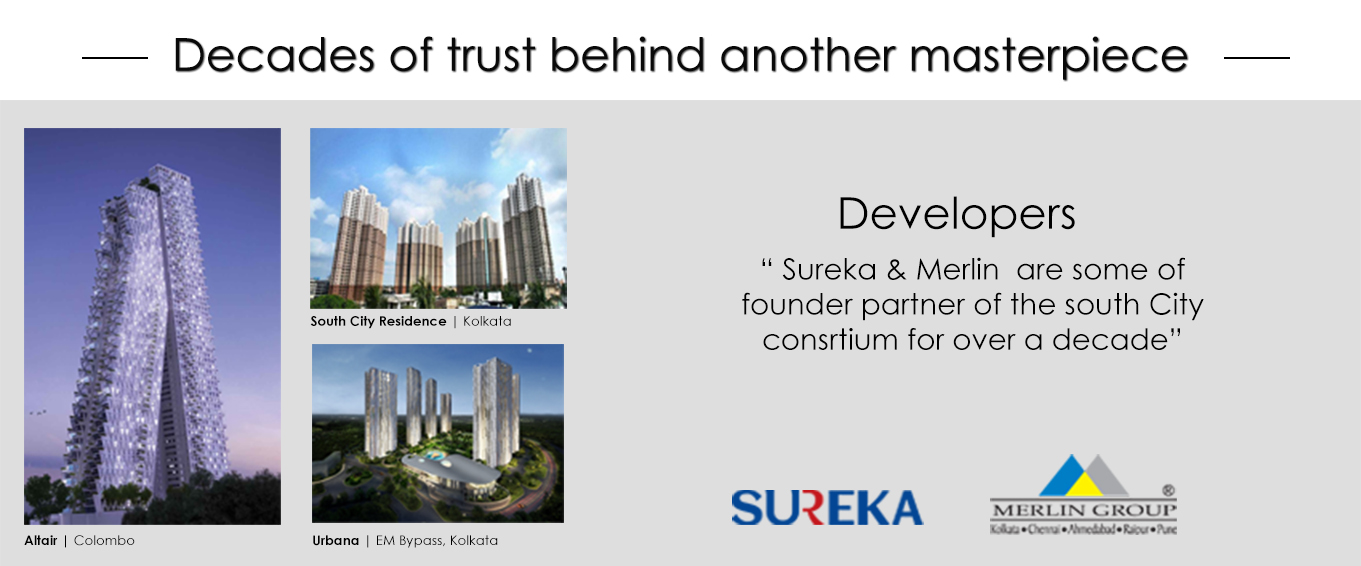 Decades of trust behind another masterpiece
South City Residence | Kolkata
Altair | Colombo
Urbana | EM Bypass, Kolkata
Developers
“ Sureka & Merlin are some of
founder partner of the south City
consrtium for over a decade”
SUREKA
®
MERLIN GROUP
Kolkata • Chennai • Ahmedabad • Raipur • Pune